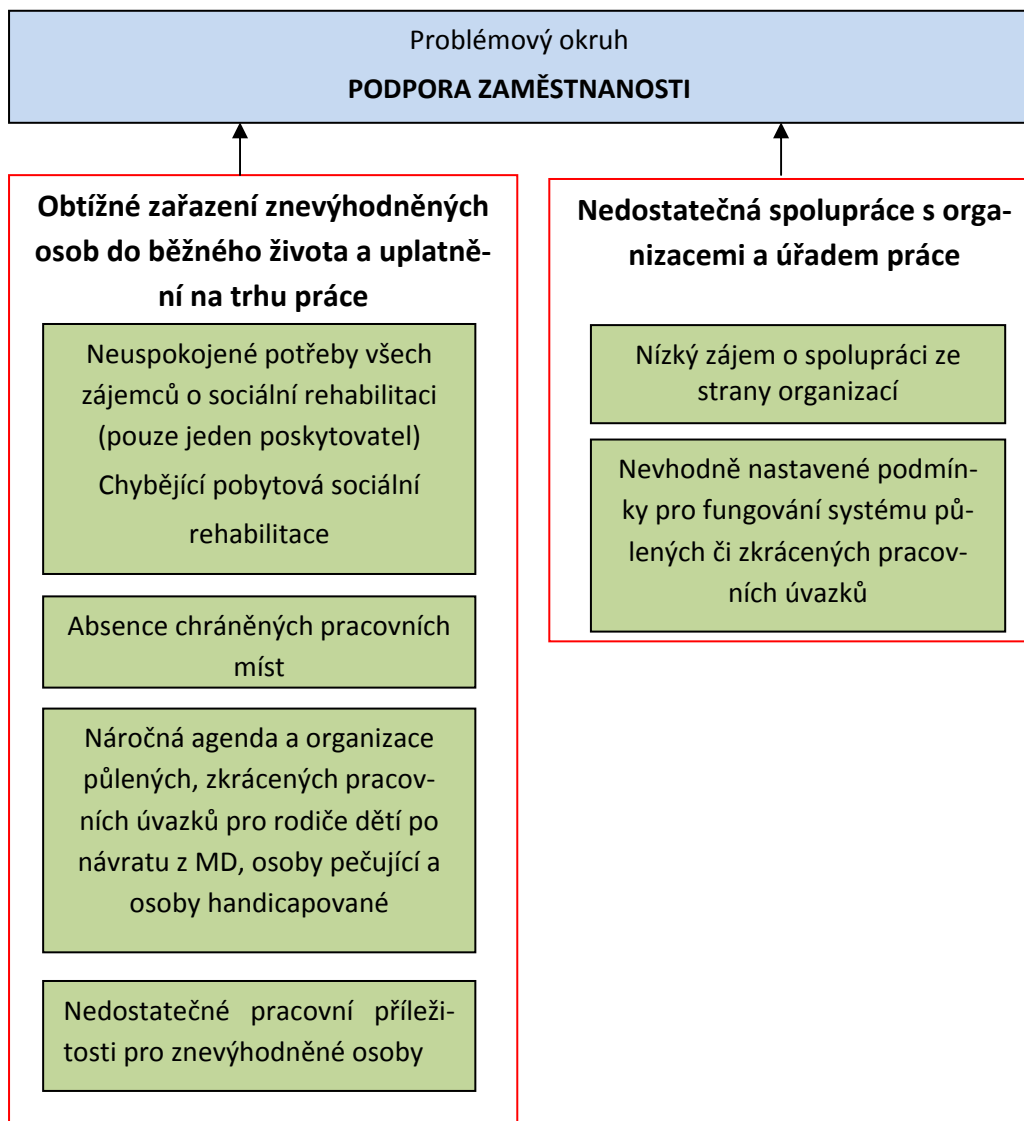 Problémový okruh
PODPORA ZAMĚSTNANOSTI
Obtížné zařazení znevýhodněných
osob do běžného života a uplatně-
ní na trhu práce
Neuspokojené potřeby všech
zájemců o sociální rehabilitaci
(pouze jeden poskytovatel)
Chybějící pobytová sociální
rehabilitace
Absence chráněných pracovních
míst
Náročná agenda a organizace
půlených, zkrácených pracov-
ních úvazků pro rodiče dětí po
návratu z MD, osoby pečující a
osoby handicapované
Nedostatečné pracovní příleži-
tosti pro znevýhodněné osoby
Nedostatečná spolupráce s orga-
nizacemi a úřadem práce
Nízký zájem o spolupráci ze
strany organizací
Nevhodně nastavené podmín-
ky pro fungování systému pů-
lených či zkrácených pracov-
ních úvazků